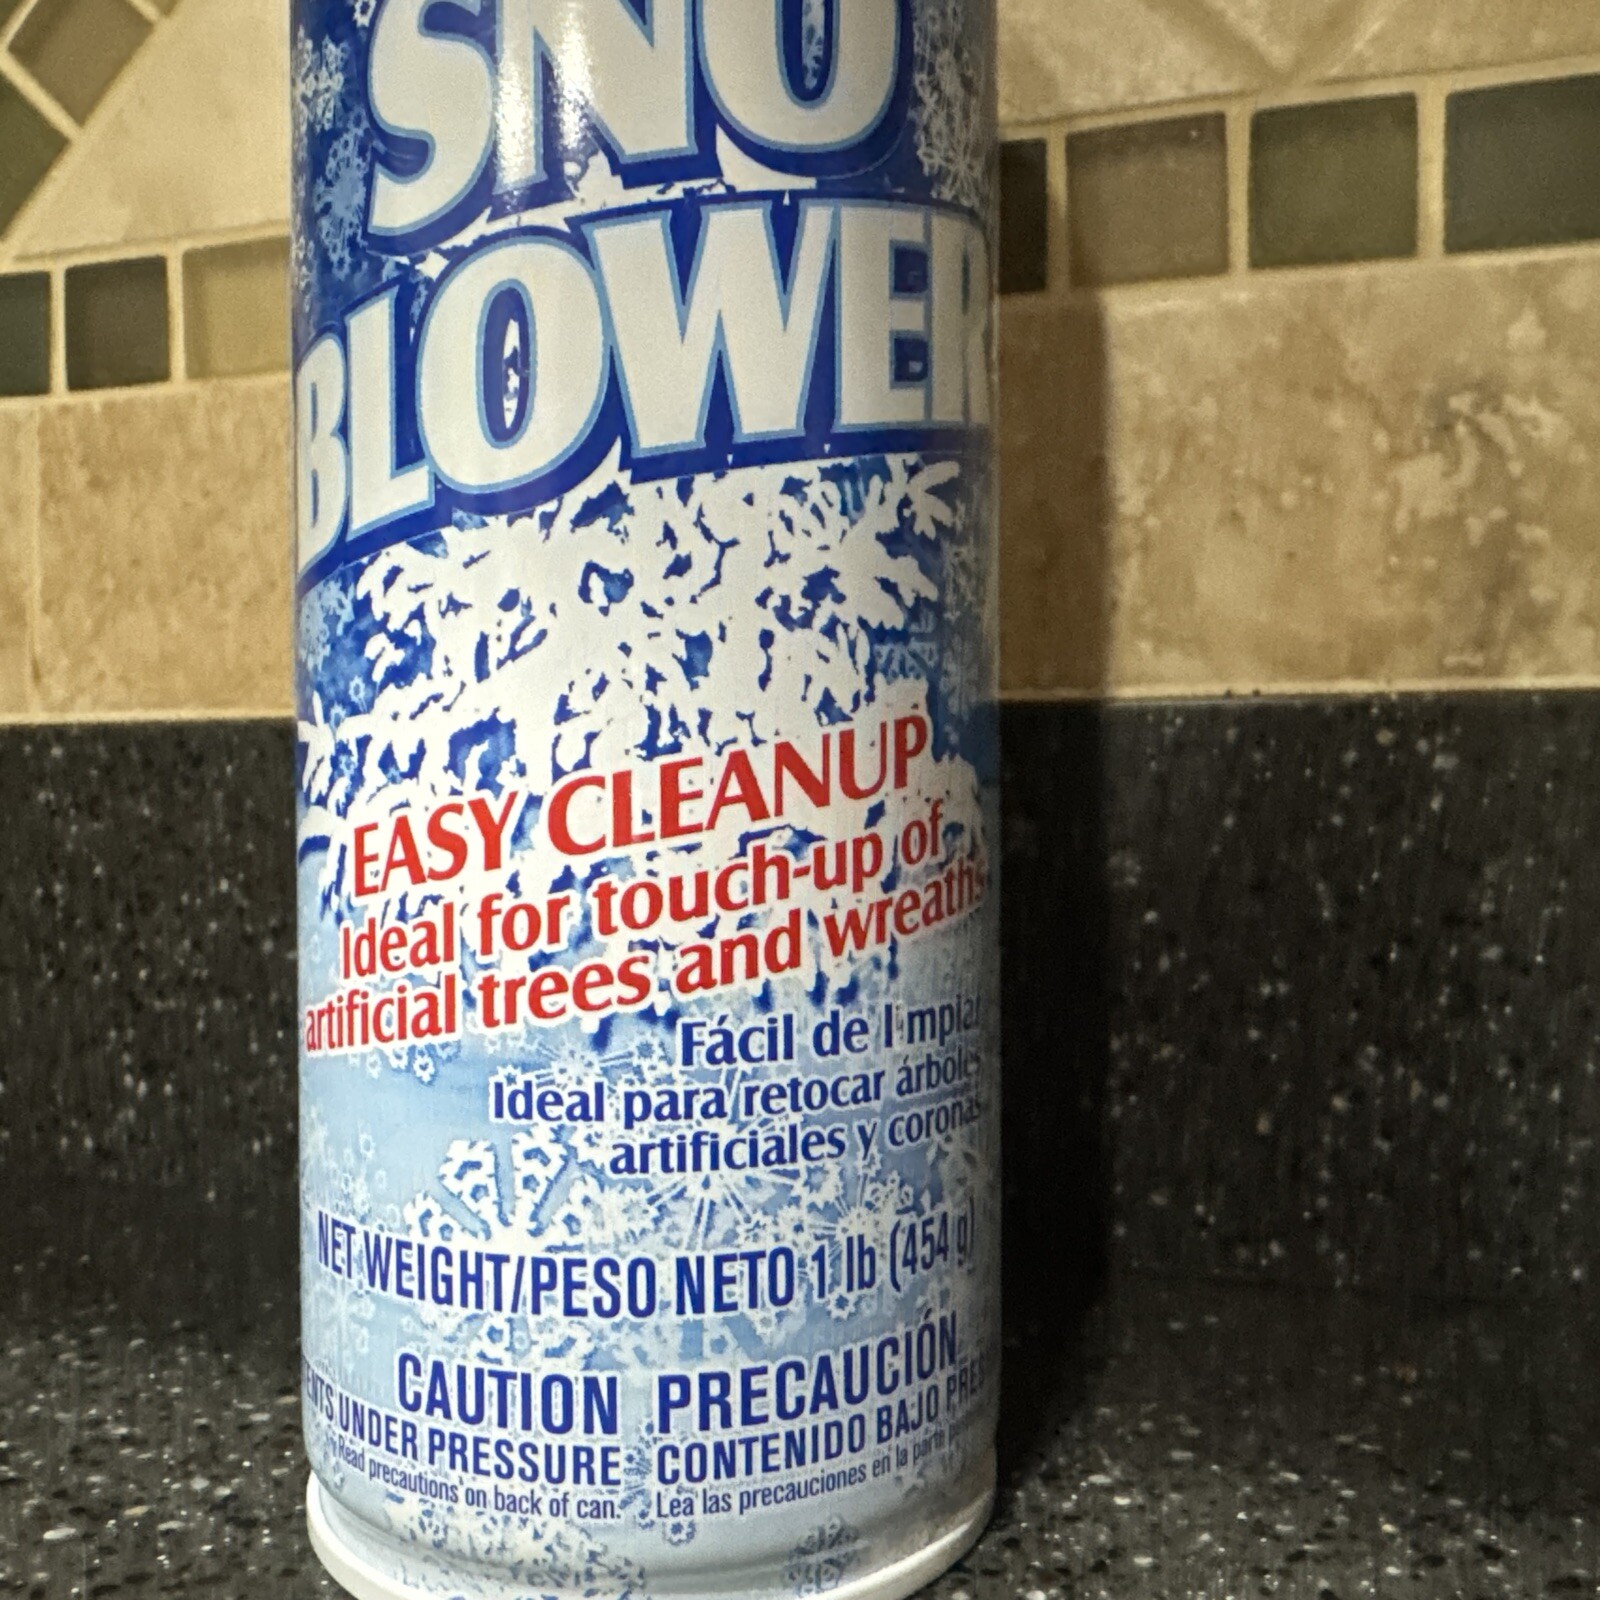 SNO
BLOWER
EASY CLEANUP
Ideal for touch-up of
artificial trees and wreaths
Fácil de limpiar
Ideal para retocar árboles
artificiales y coronas
NET WEIGHT/PESO NETO 1 lb (454 g)
CAUTION PRECAUCIÓN
UNDER PRESSURE CONTENIDO BAJO
Read precautions on back of can. Lea las precauciones en la parte